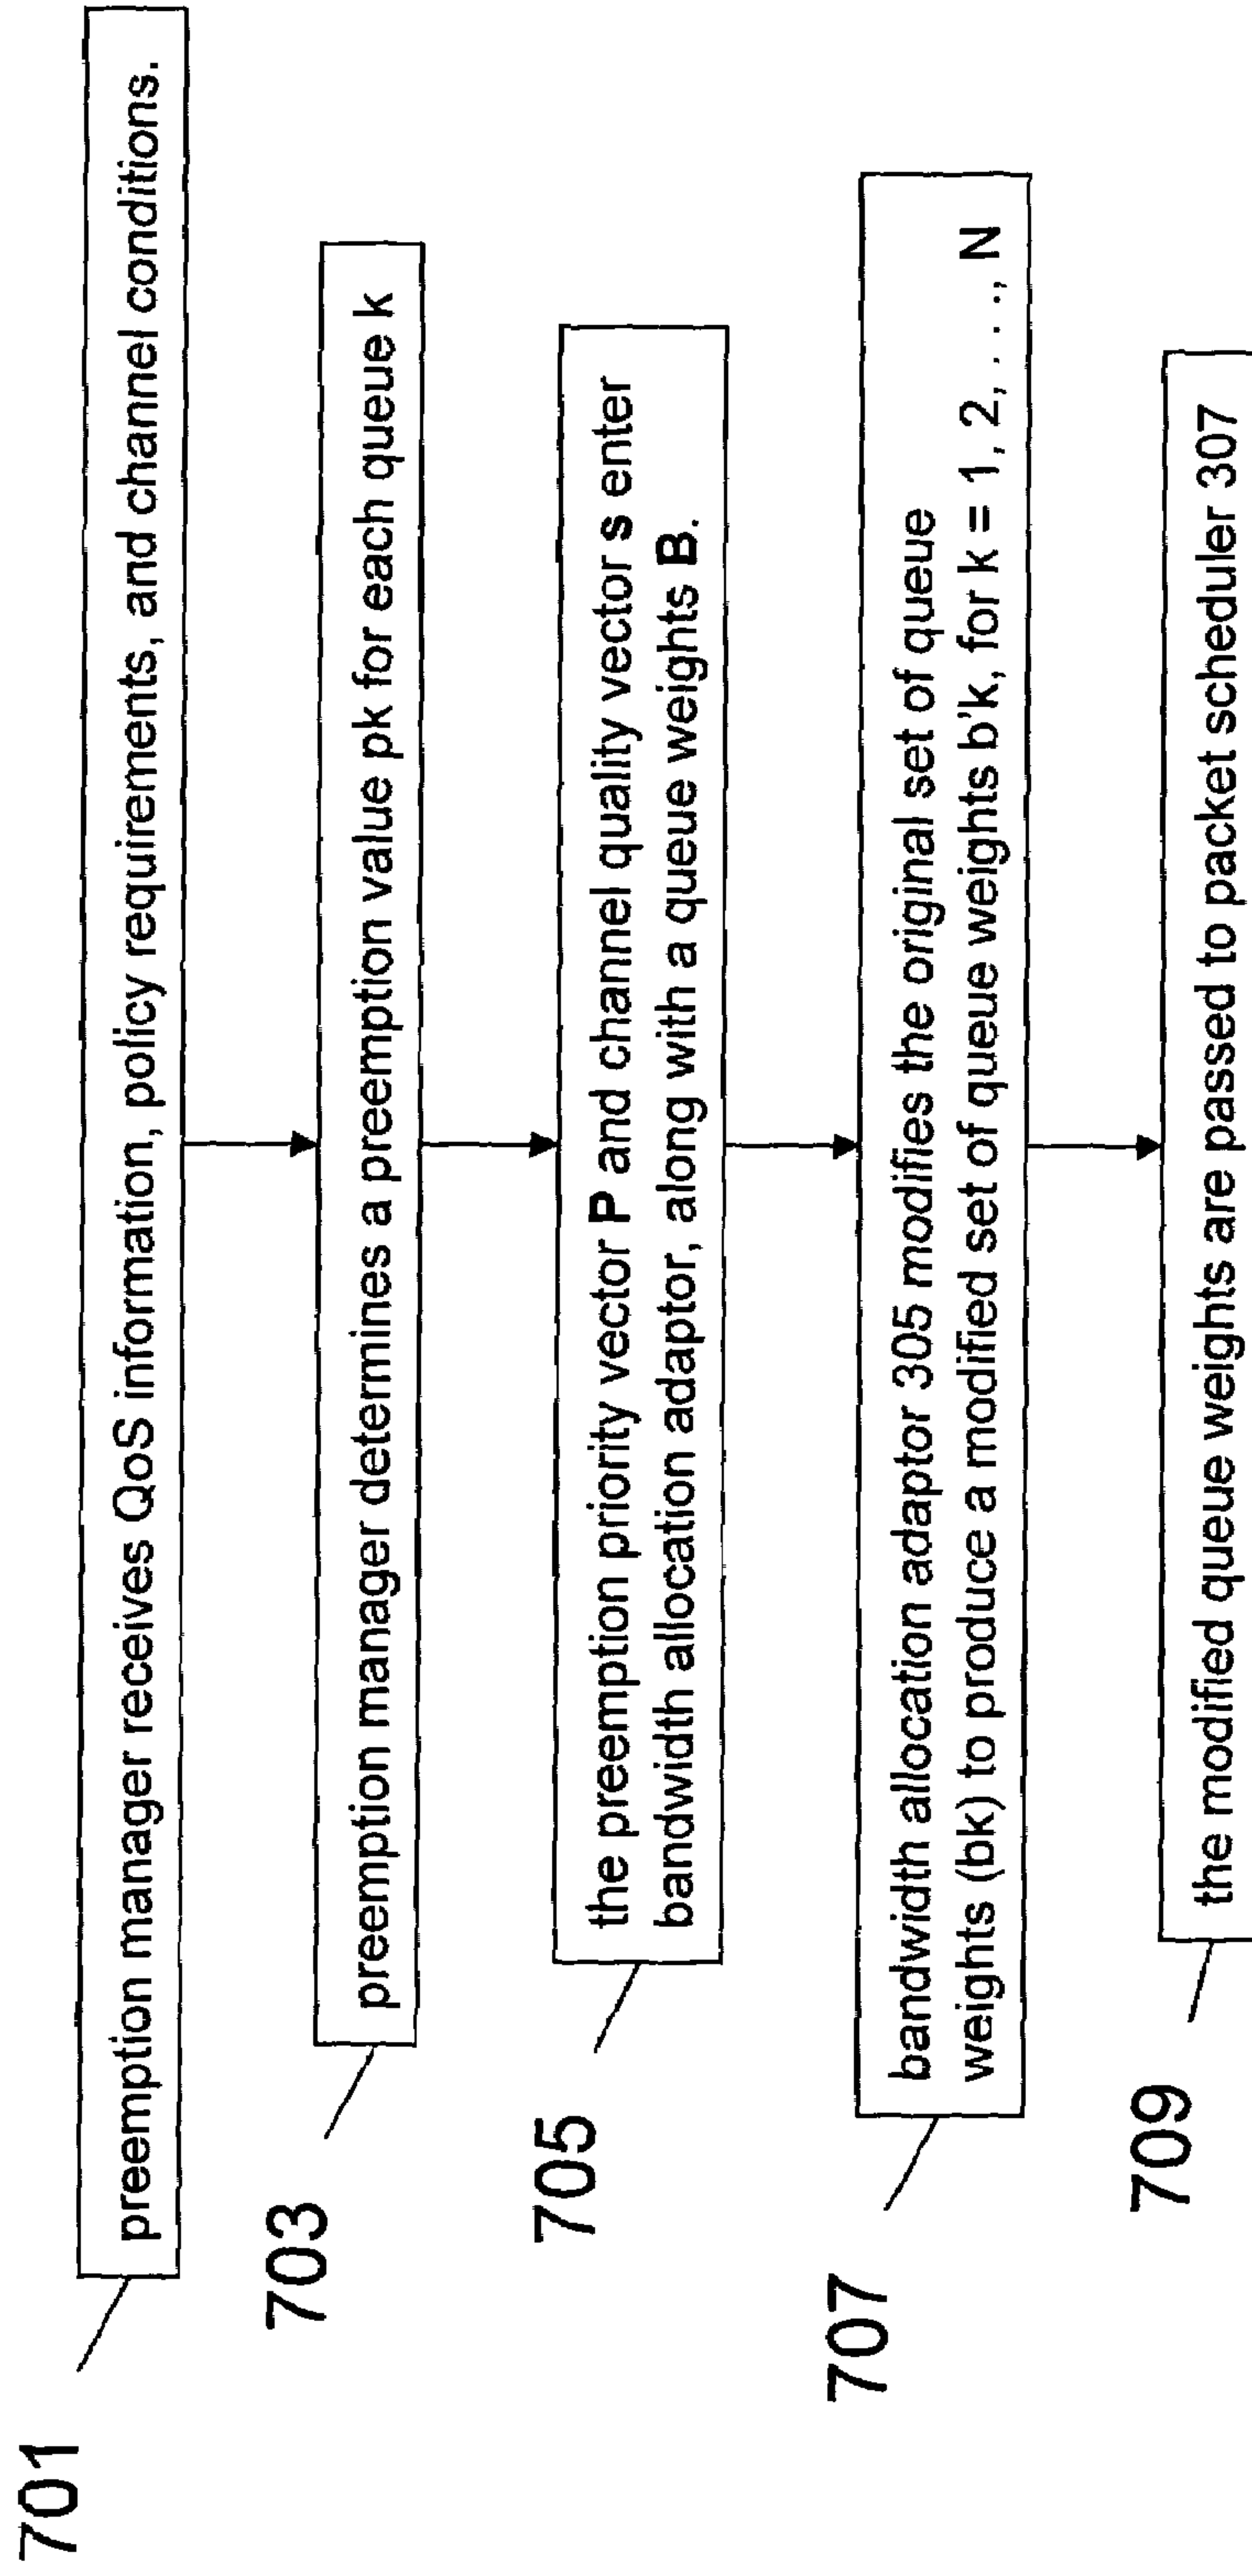 701
preemption manager receives QoS information, policy requirements, and channel conditions.
703
preemption manager determines a preemption value pk for each queue k
705
the preemption priority vector P and channel quality vector s enter
bandwidth allocation adaptor, along with a queue weights B.
707
bandwidth allocation adaptor 305 modifies the original set of queue
weights (bk) to produce a modified set of queue weights b'k, for k = 1, 2, . . ., N
709
the modified queue weights are passed to packet scheduler 307